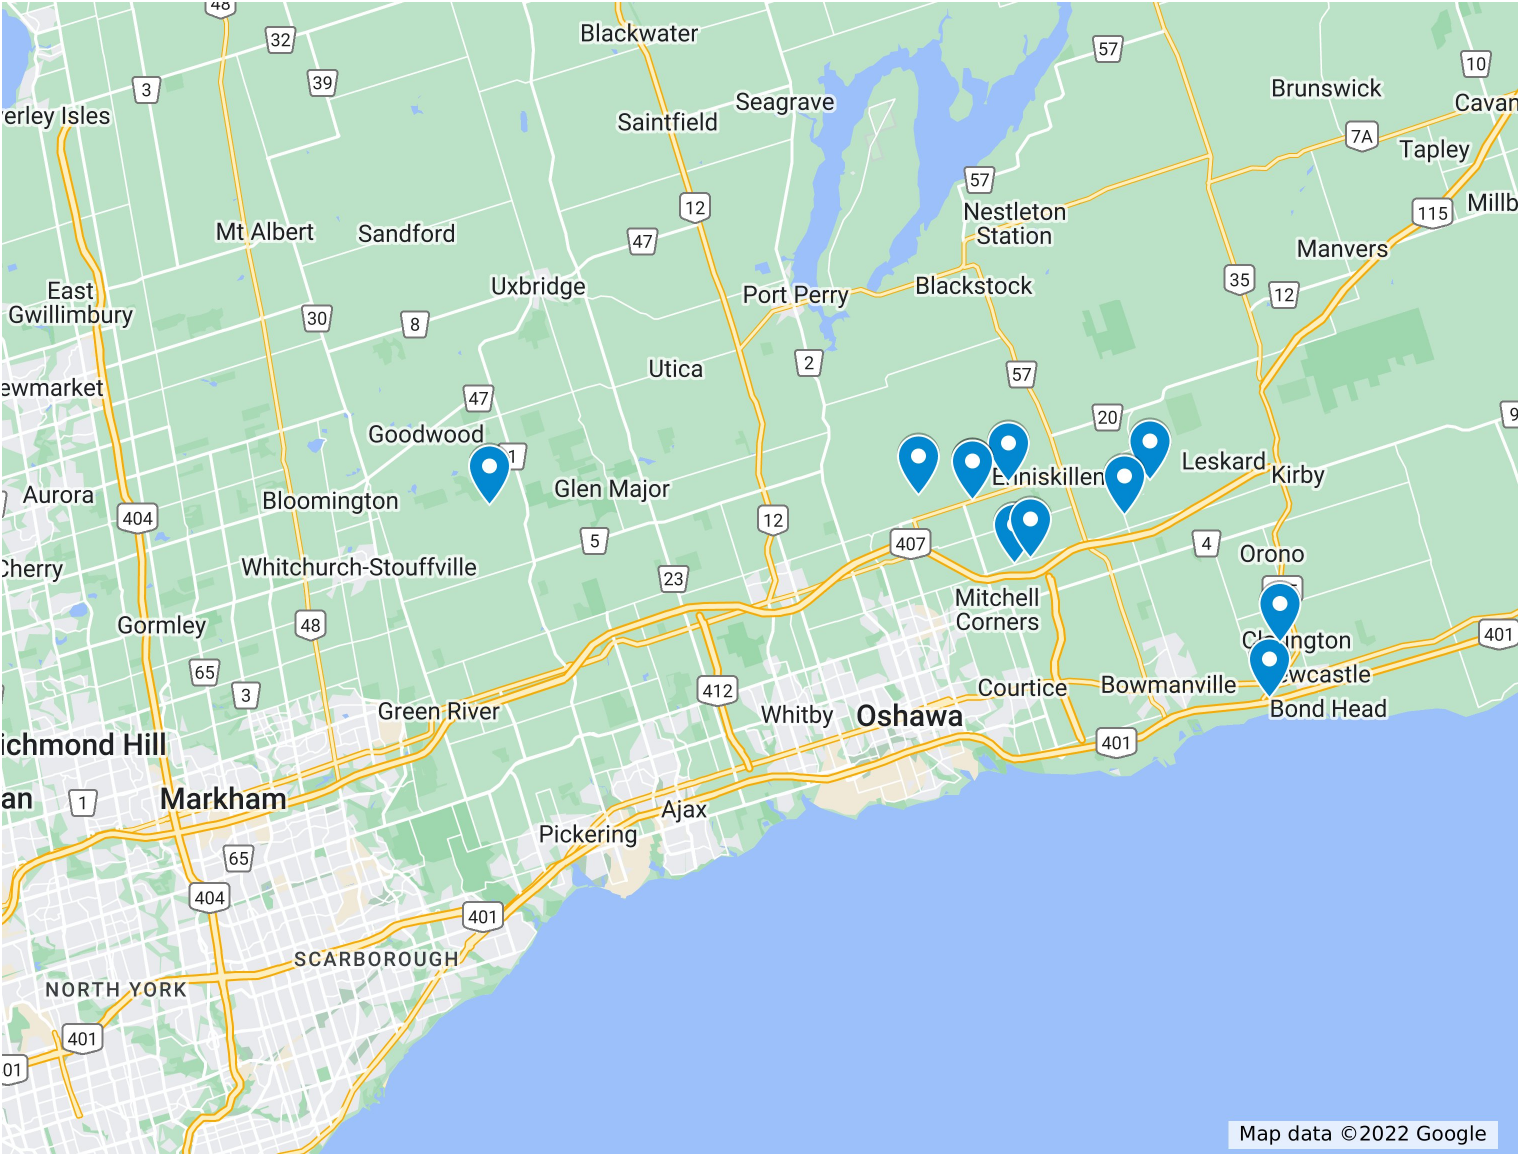 48
32
Blackwater
57
39
3
10
Brunswick
Seagrave
Cavan
erley Isles
Saintfield
7A
Tapley
57
12
Millb
115
Nestleton
Station
Mt Albert
Sandford
47
Manvers
35
East
Gwillimbury
Uxbridge
Port Perry
Blackstock
12
30
8
Utica
2
57
ewmarket
47
20
9
Goodwood
1
Leskard
Kirby
Enniskillen
Aurora
Bloomington
Glen Major
404
12
5
407
4
Orono
Cherry
Whitchurch-Stouffville
23
Mitchell
Corners
Gormley
48
401
65
3
412
Courtice
Bowmanville
ewcastle
Bond Head
Green River
Whitby
Oshawa
401
ichmond Hill
an
1
Markham
Ajax
Pickering
65
404
401
SCARBOROUGH
NORTH YORK
401
01
Map data ©2022 Google